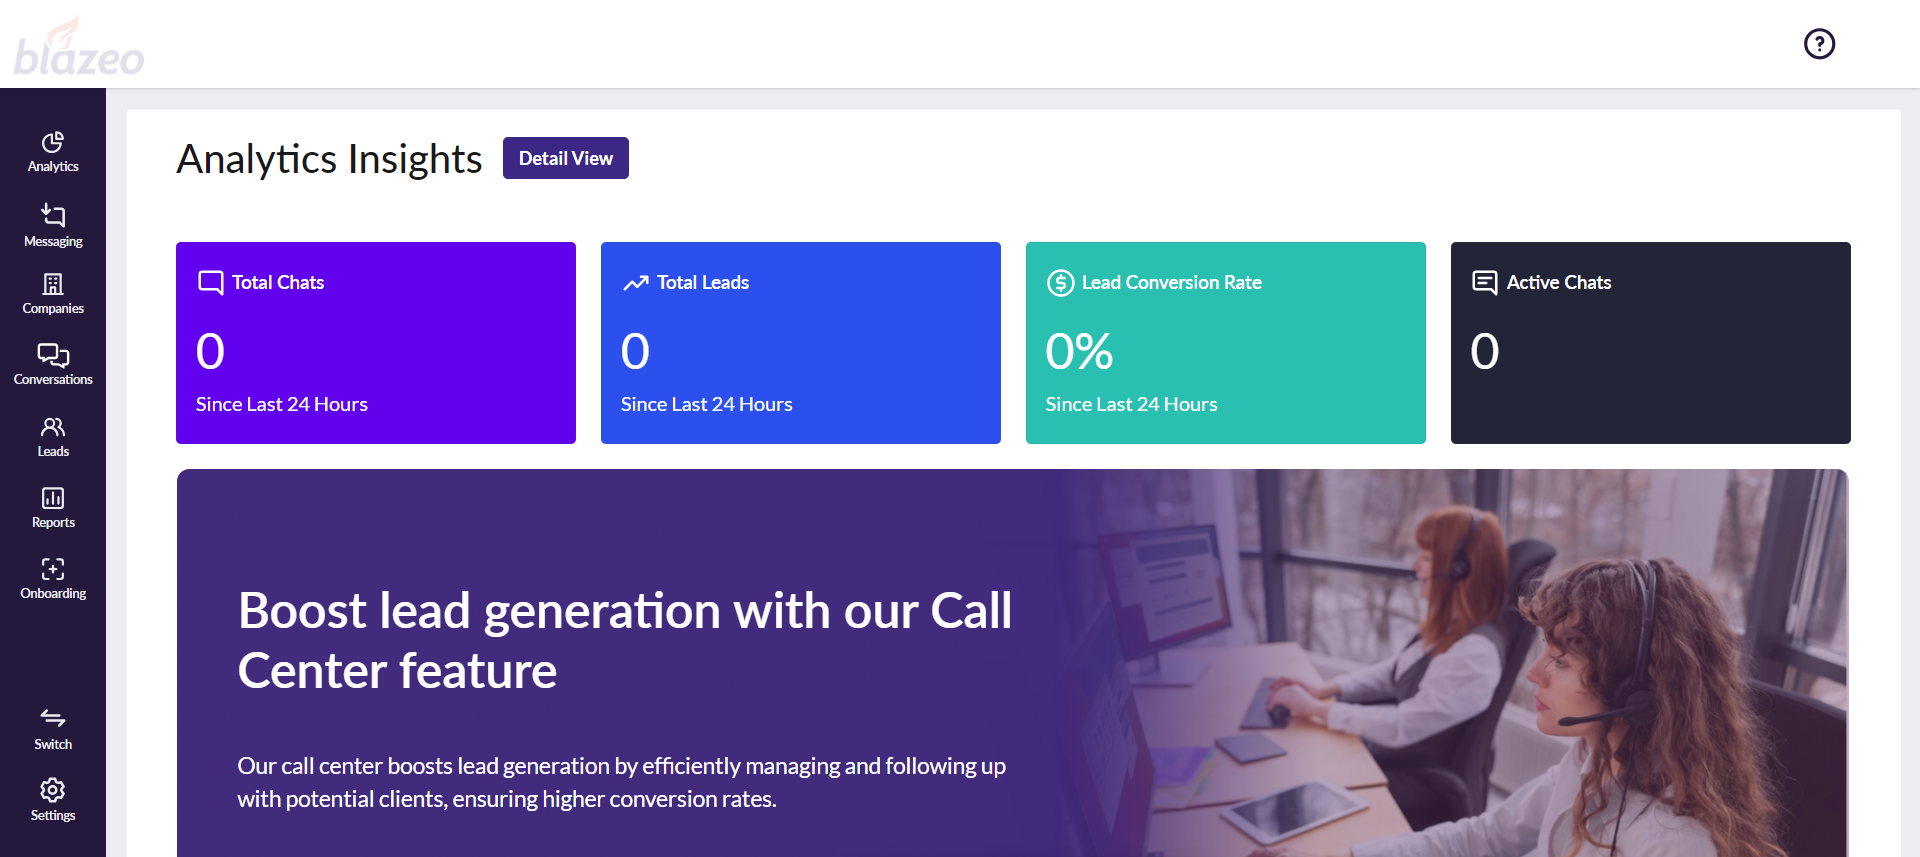 blazeo
Analytics
Messaging
Companies
Conversations
Leads
Reports
Onboarding
Switch
Settings
Analytics Insights
Detail View
Total Chats
0
Since Last 24 Hours
Total Leads
0
Since Last 24 Hours
Lead Conversion Rate
0%
Since Last 24 Hours
Active Chats
0
Boost lead generation with our Call
Center feature
Our call center boosts lead generation by efficiently managing and following up
with potential clients, ensuring higher conversion rates.